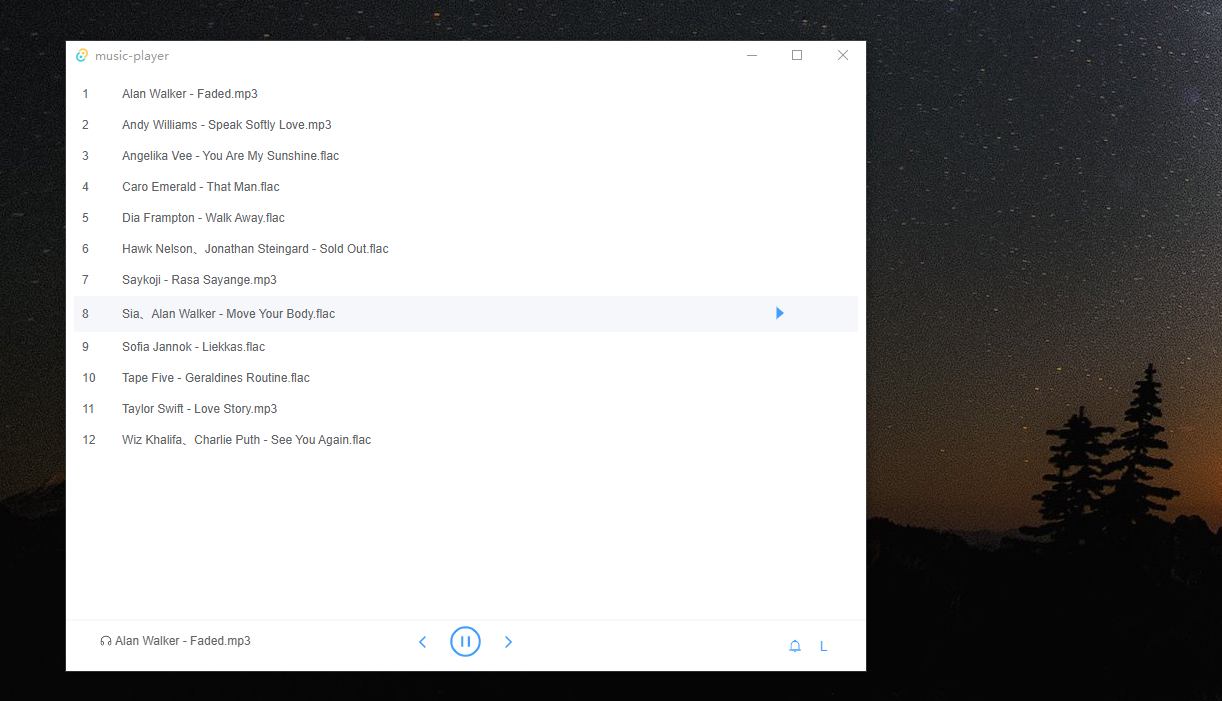 music-player
1 Alan Walker - Faded.mp3
2 Andy Williams - Speak Softly Love.mp3
3 Angelika Vee - You Are My Sunshine.flac
4 Caro Emerald - That Man.flac
5 Dia Frampton - Walk Away.flac
6 Hawk Nelson、Jonathan Steingard - Sold Out.flac
7 Saykoji - Rasa Sayange.mp3
8 Sia、Alan Walker - Move Your Body.flac
9 Sofia Jannok - Liekkas.flac
10 Tape Five - Geraldines Routine.flac
11 Taylor Swift - Love Story.mp3
12 Wiz Khalifa、Charlie Puth - See You Again.flac
Alan Walker - Faded.mp3
L